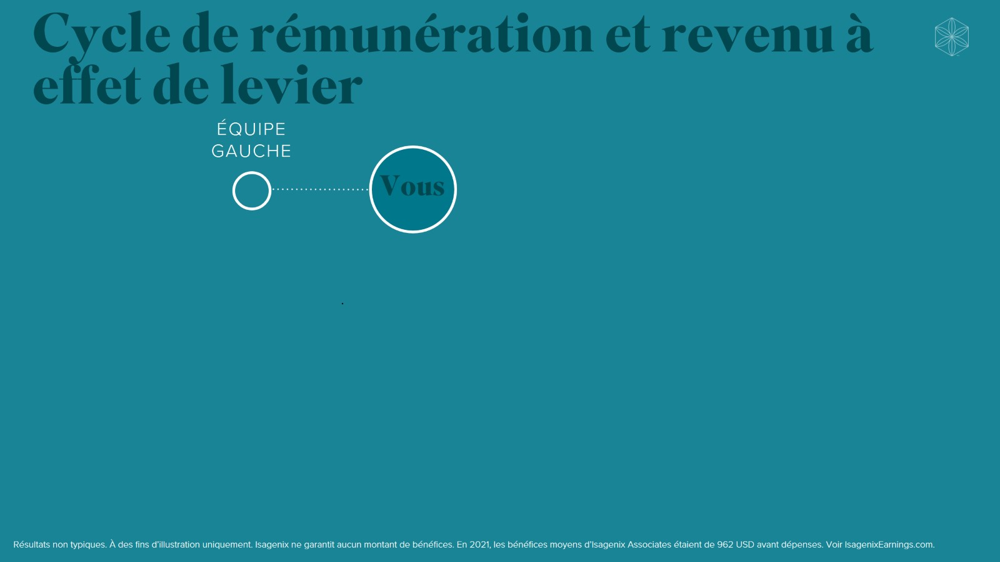 Cycle de rémunération et revenu à
effet de levier
ÉQUIPE
GAUCHE
Vous
Résultats non typiques. À des fins d'illustration uniquement. Isagenix ne garantit aucun montant de bénéfices. En 2021, les bénéfices moyens d'Isagenix Associates étaient de 962 USD avant dépenses. Voir IsagenixEarnings.com.